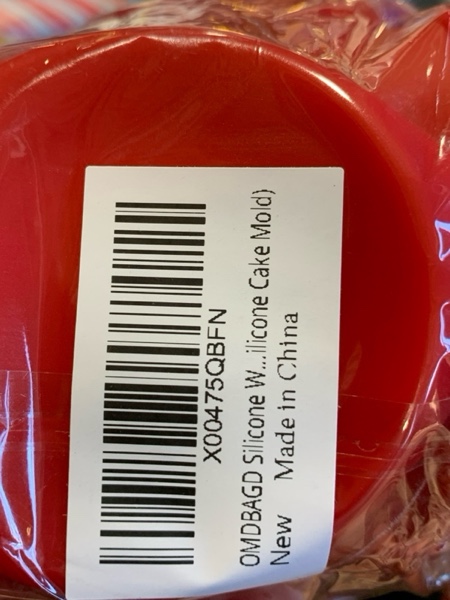 X00475QBFN
OMDBAGD Silicone W...ilicone Cake Mold)
New Made in China